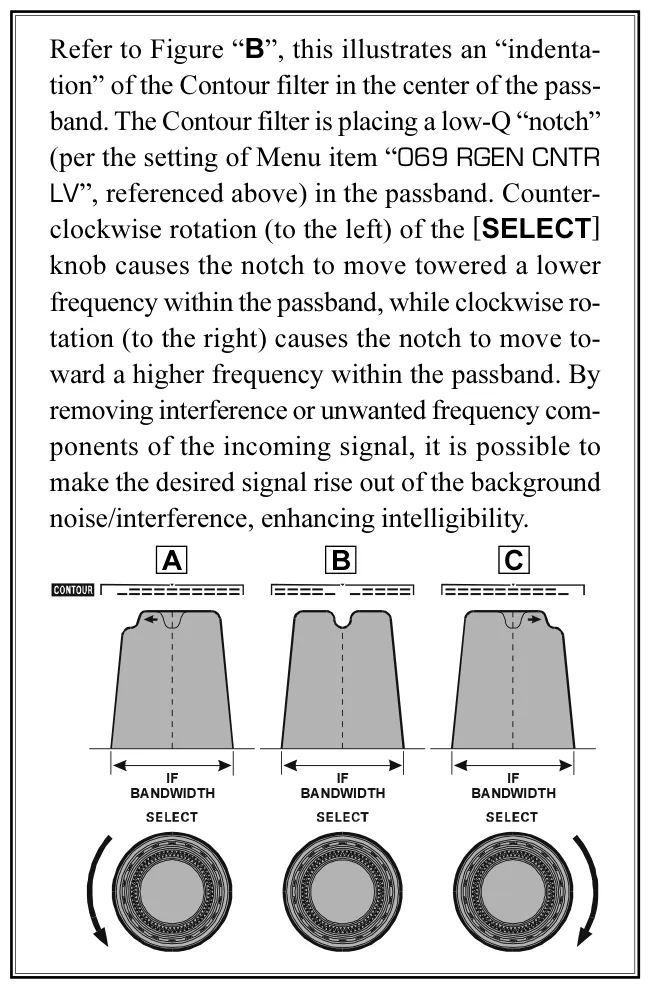 Refer to Figure “B”, this illustrates an “indenta-
tion” of the Contour filter in the center of the pass-
band. The Contour filter is placing a low-Q “notch”
(per the setting of Menu item “069 RGEN CNTR
LV”, referenced above) in the passband. Counter-
clockwise rotation (to the left) of the [SELECT]
knob causes the notch to move towered a lower
frequency within the passband, while clockwise ro-
tation (to the right) causes the notch to move to-
ward a higher frequency within the passband. By
removing interference or unwanted frequency com-
ponents of the incoming signal, it is possible to
make the desired signal rise out of the background
noise/interference, enhancing intelligibility.
A B C
CONTOUR
IF IF IF
BANDWIDTH BANDWIDTH BANDWIDTH
SELECT SELECT SELECT